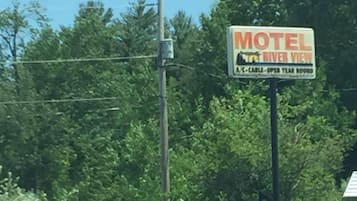 MOTEL
RIVER VIEW
A/C-CABLE-OPEN YEAR ROUND